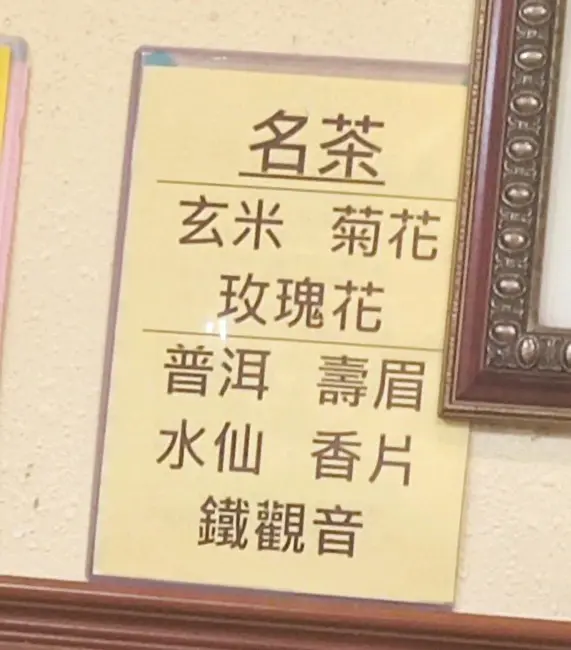 名茶
玄米 菊花
玫瑰花
普洱 壽眉
水仙 香片
鐵觀音